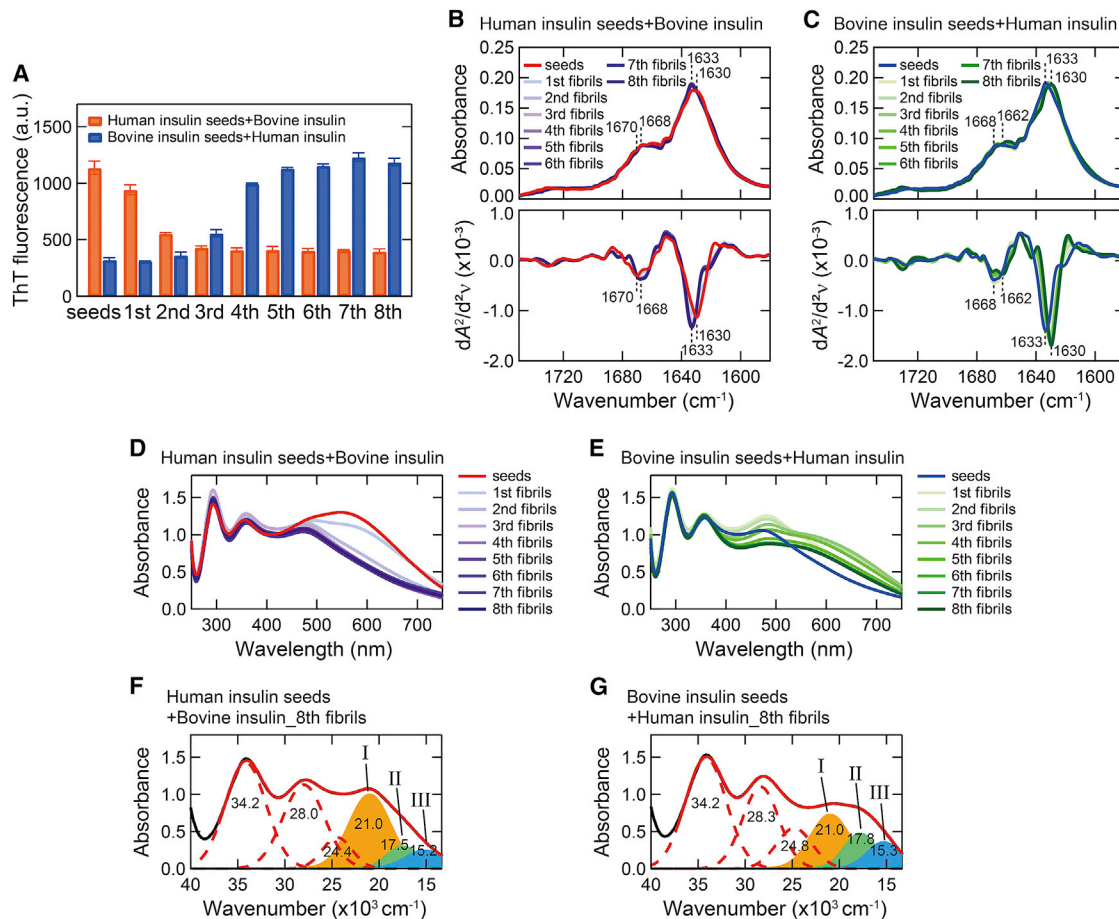 A
ThT fluorescence (a.u.)
1500
1000
500
0
Human insulin seeds+Bovine insulin
Bovine insulin seeds+Human insulin
seeds 1st 2nd 3rd 4th 5th 6th 7th 8th
B Human insulin seeds+Bovine insulin
Absorbance
0.25
0.20
0.15
0.10
0.05
0.00
seeds
1st fibrils
2nd fibrils
3rd fibrils
4th fibrils
5th fibrils
6th fibrils
7th fibrils
8th fibrils
1633
1630
1670 1668
dA²/d²ν (x10⁻³)
1.0
0.0
-1.0
-2.0
1670 1668
1630
1633
1720 1680 1640 1600
Wavenumber (cm⁻¹)
C Bovine insulin seeds+Human insulin
Absorbance
0.25
0.20
0.15
0.10
0.05
0.00
seeds
1st fibrils
2nd fibrils
3rd fibrils
4th fibrils
5th fibrils
6th fibrils
7th fibrils
8th fibrils
1633
1630
1668 1662
dA²/d²ν (x10⁻³)
1.0
0.0
-1.0
-2.0
1668 1662
1633 1630
1720 1680 1640 1600
Wavenumber (cm⁻¹)
D Human insulin seeds+Bovine insulin
Absorbance
1.5
1.0
0.5
0.0
300 400 500 600 700
Wavelength (nm)
seeds
1st fibrils
2nd fibrils
3rd fibrils
4th fibrils
5th fibrils
6th fibrils
7th fibrils
8th fibrils
E Bovine insulin seeds+Human insulin
Absorbance
1.5
1.0
0.5
0.0
300 400 500 600 700
Wavelength (nm)
seeds
1st fibrils
2nd fibrils
3rd fibrils
4th fibrils
5th fibrils
6th fibrils
7th fibrils
8th fibrils
F Human insulin seeds
+Bovine insulin_8th fibrils
Absorbance
1.5
1.0
0.5
0.0
I
II
III
34.2
28.0
24.4
21.0
17.5
15.2
40 35 30 25 20 15
Wavenumber (x10³ cm⁻¹)
G Bovine insulin seeds
+Human insulin_8th fibrils
Absorbance
1.5
1.0
0.5
0.0
I
II
III
34.2
28.3
24.8
21.0
17.8
15.3
40 35 30 25 20 15
Wavenumber (x10³ cm⁻¹)